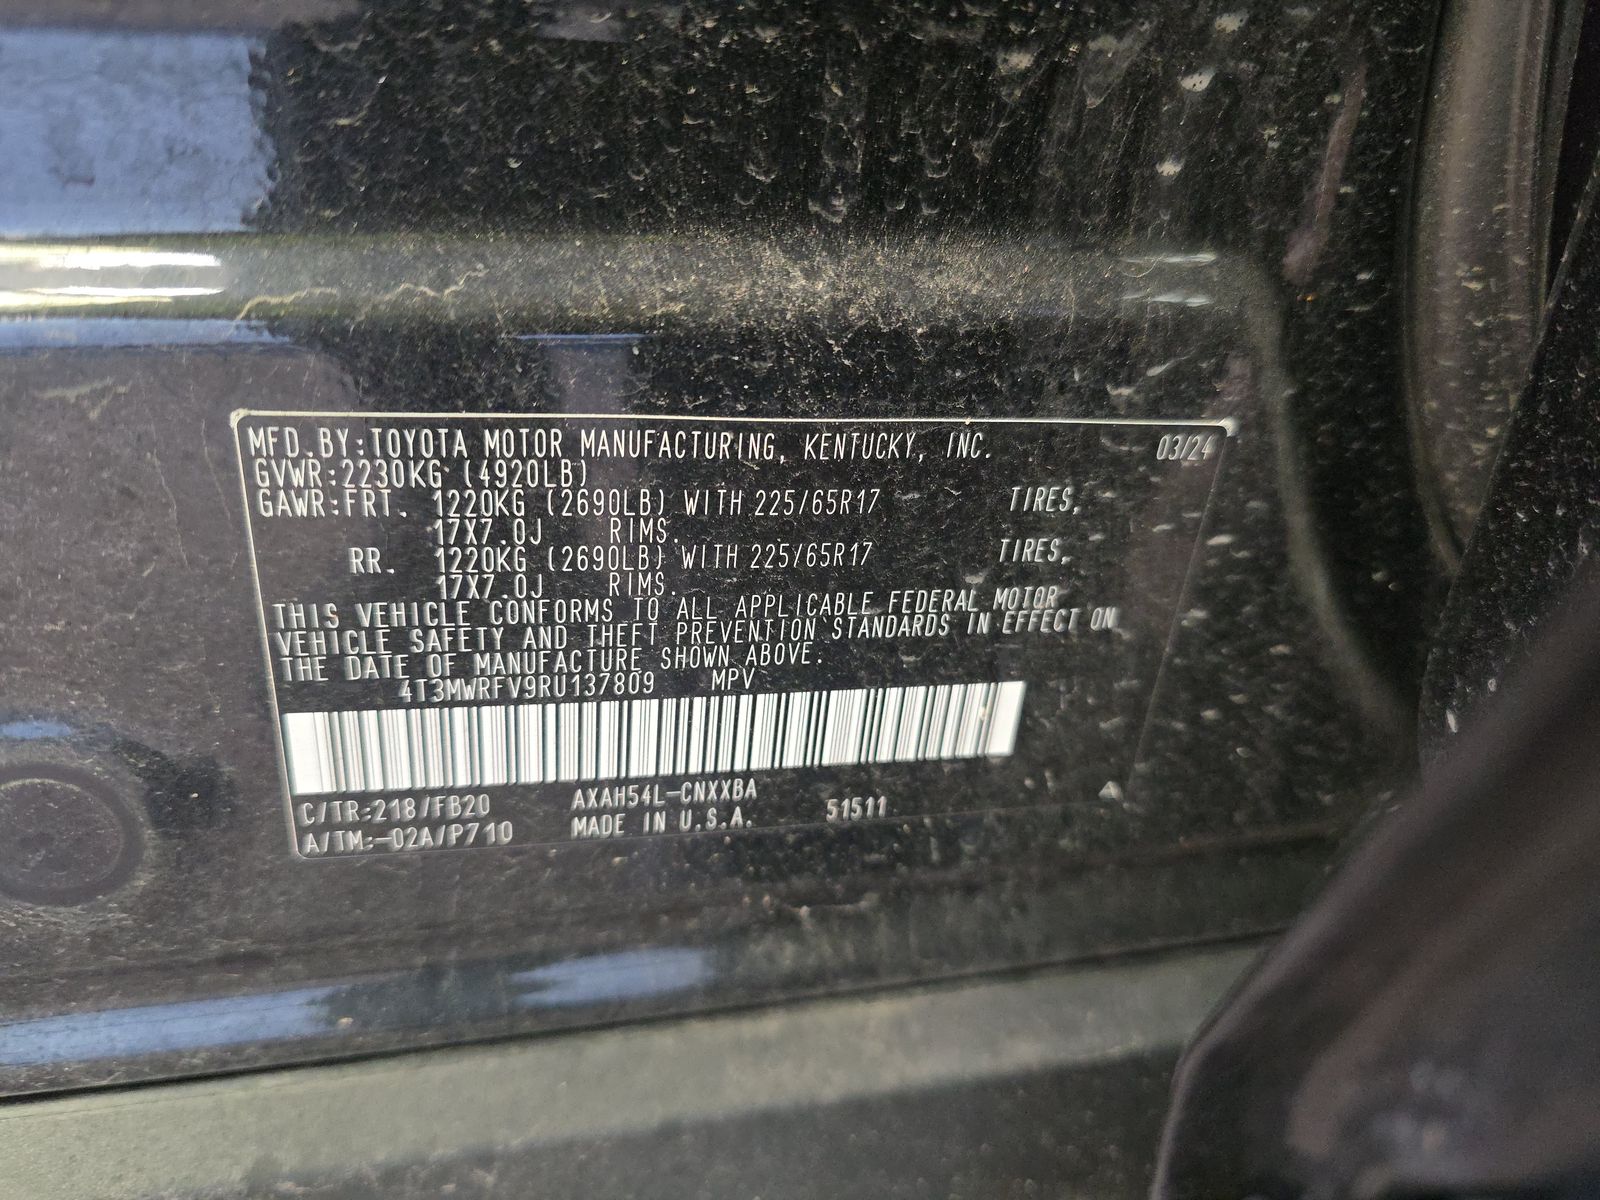 MFD.BY:TOYOTA MOTOR MANUFACTURING, KENTUCKY, INC. 03/24
GVWR:2230KG (4920LB)
GAWR:FRT. 1220KG (2690LB) WITH 225/65R17 TIRES,
17X7.0J RIMS.
RR. 1220KG (2690LB) WITH 225/65R17 TIRES,
17X7.0J RIMS.
THIS VEHICLE CONFORMS TO ALL APPLICABLE FEDERAL MOTOR
VEHICLE SAFETY AND THEFT PREVENTION STANDARDS IN EFFECT ON
THE DATE OF MANUFACTURE SHOWN ABOVE.
4T3MWRFV9RU137809 MPV
C/TR:218/FB20 AXAH54L-CNXXBA
A/TM:-02A/P710 MADE IN U.S.A. 51511